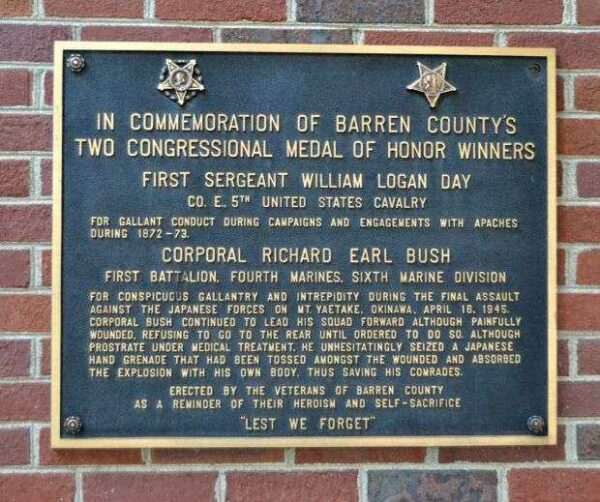 IN COMMEMORATION OF BARREN COUNTY'S
TWO CONGRESSIONAL MEDAL OF HONOR WINNERS
FIRST SERGEANT WILLIAM LOGAN DAY
CO. E. 5TH UNITED STATES CAVALRY
FOR GALLANT CONDUCT DURING CAMPAIGNS AND ENGAGEMENTS WITH APACHES
DURING 1872-73.
CORPORAL RICHARD EARL BUSH
FIRST BATTALION, FOURTH MARINES, SIXTH MARINE DIVISION
FOR CONSPICUOUS GALLANTRY AND INTREPIDITY DURING THE FINAL ASSAULT
AGAINST THE JAPANESE FORCES ON MT. YAETAKE, OKINAWA, APRIL 16, 1945.
CORPORAL BUSH CONTINUED TO LEAD HIS SQUAD FORWARD ALTHOUGH PAINFULLY
WOUNDED, REFUSING TO GO TO THE REAR UNTIL ORDERED TO DO SO. ALTHOUGH
PROSTRATE UNDER MEDICAL TREATMENT, HE UNHESITATINGLY SEIZED A JAPANESE
HAND GRENADE THAT HAD BEEN TOSSED AMONGST THE WOUNDED AND ABSORBED
THE EXPLOSION WITH HIS OWN BODY, THUS SAVING HIS COMRADES.
ERECTED BY THE VETERANS OF BARREN COUNTY
AS A REMINDER OF THEIR HEROISM AND SELF-SACRIFICE
"LEST WE FORGET"